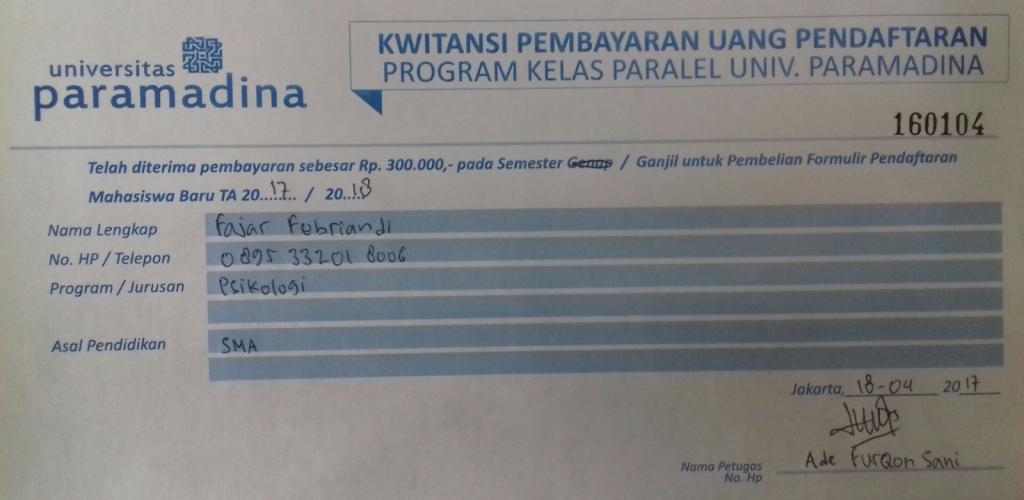 universitas
paramadina
KWITANSI PEMBAYARAN UANG PENDAFTARAN
PROGRAM KELAS PARALEL UNIV. PARAMADINA
160104
Telah diterima pembayaran sebesar Rp. 300.000,- pada Semester Genap / Ganjil untuk Pembelian Formulir Pendaftaran
Mahasiswa Baru TA 20..17.. / 20..18
Nama Lengkap Fajar Febriandi
No. HP / Telepon 0895 33201 8006
Program / Jurusan Psikologi
Asal Pendidikan SMA
Jakarta, 18-04 2017
Ade Furqon Sani
Nama Petugas
No. Hp